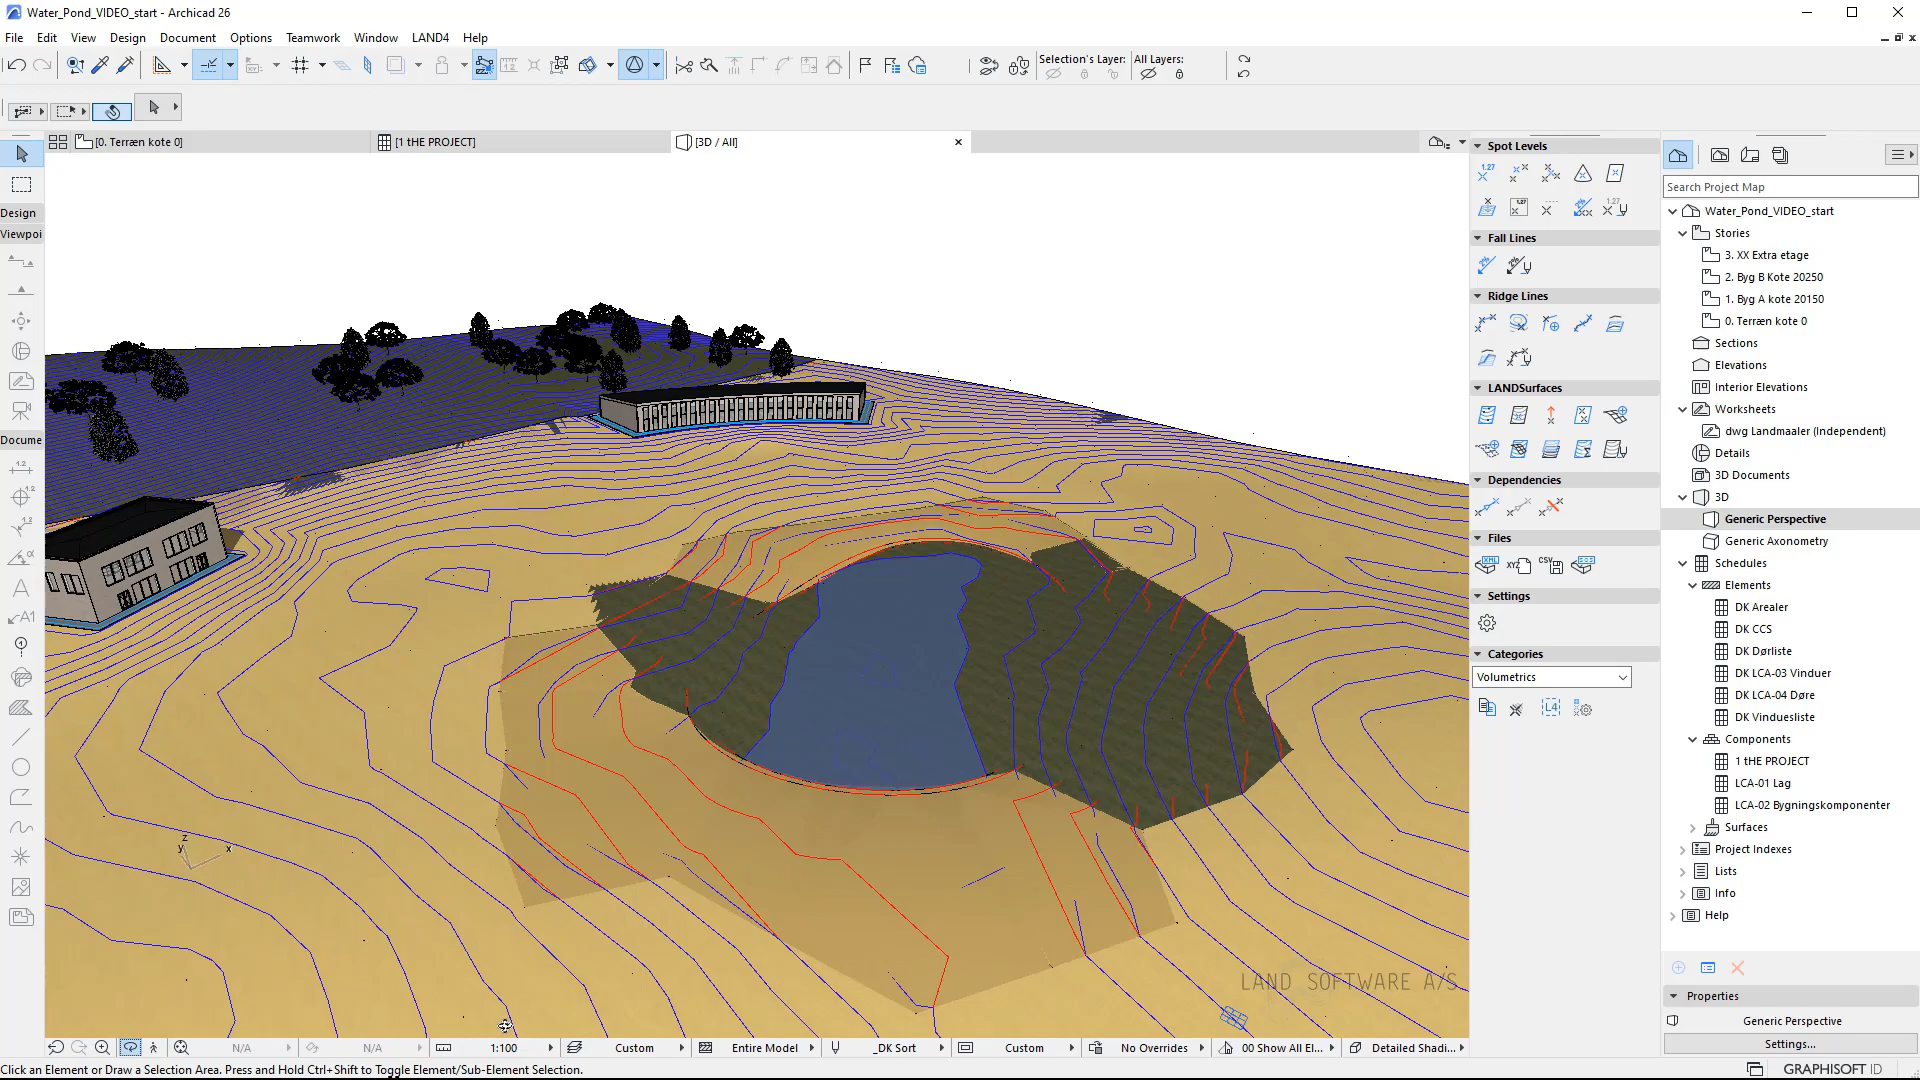 Water_Pond_VIDEO_start - Archicad 26
File Edit View Design Document Options Teamwork Window LAND4 Help
Selection's Layer: All Layers:
[0. Terræn kote 0] [1 tHE PROJECT] [3D / All]
Design
Viewpoi
Docume
LAND SOFTWARE A/S
z
y x
Spot Levels
Fall Lines
Ridge Lines
LANDSurfaces
Dependencies
Files
Settings
Categories
Volumetrics
Search Project Map
Water_Pond_VIDEO_start
Stories
3. XX Extra etage
2. Byg B Kote 20250
1. Byg A kote 20150
0. Terræn kote 0
Sections
Elevations
Interior Elevations
Worksheets
dwg Landmaaler (Independent)
Details
3D Documents
3D
Generic Perspective
Generic Axonometry
Schedules
Elements
DK Arealer
DK CCS
DK Dørliste
DK LCA-03 Vinduer
DK LCA-04 Døre
DK Vinduesliste
Components
1 tHE PROJECT
LCA-01 Lag
LCA-02 Bygningskomponenter
Surfaces
Project Indexes
Lists
Info
Help
Properties
Generic Perspective
Settings...
N/A N/A 1:100 Custom Entire Model _DK Sort Custom No Overrides 00 Show All El... Detailed Shadi...
Click an Element or Draw a Selection Area. Press and Hold Ctrl+Shift to Toggle Element/Sub-Element Selection.
GRAPHISOFT ID